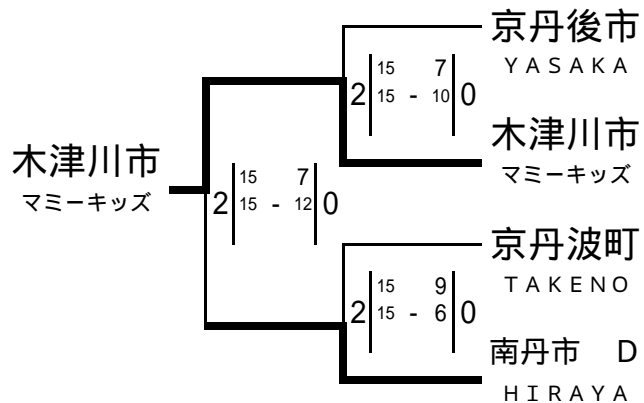 京丹後市
YASAKA
15 7
2 15 - 10 0
木津川市
マミーキッズ
木津川市
マミーキッズ
15 7
2 15 - 12 0
京丹波町
TAKENO
15 9
2 15 - 6 0
南丹市 D
HIRAYA